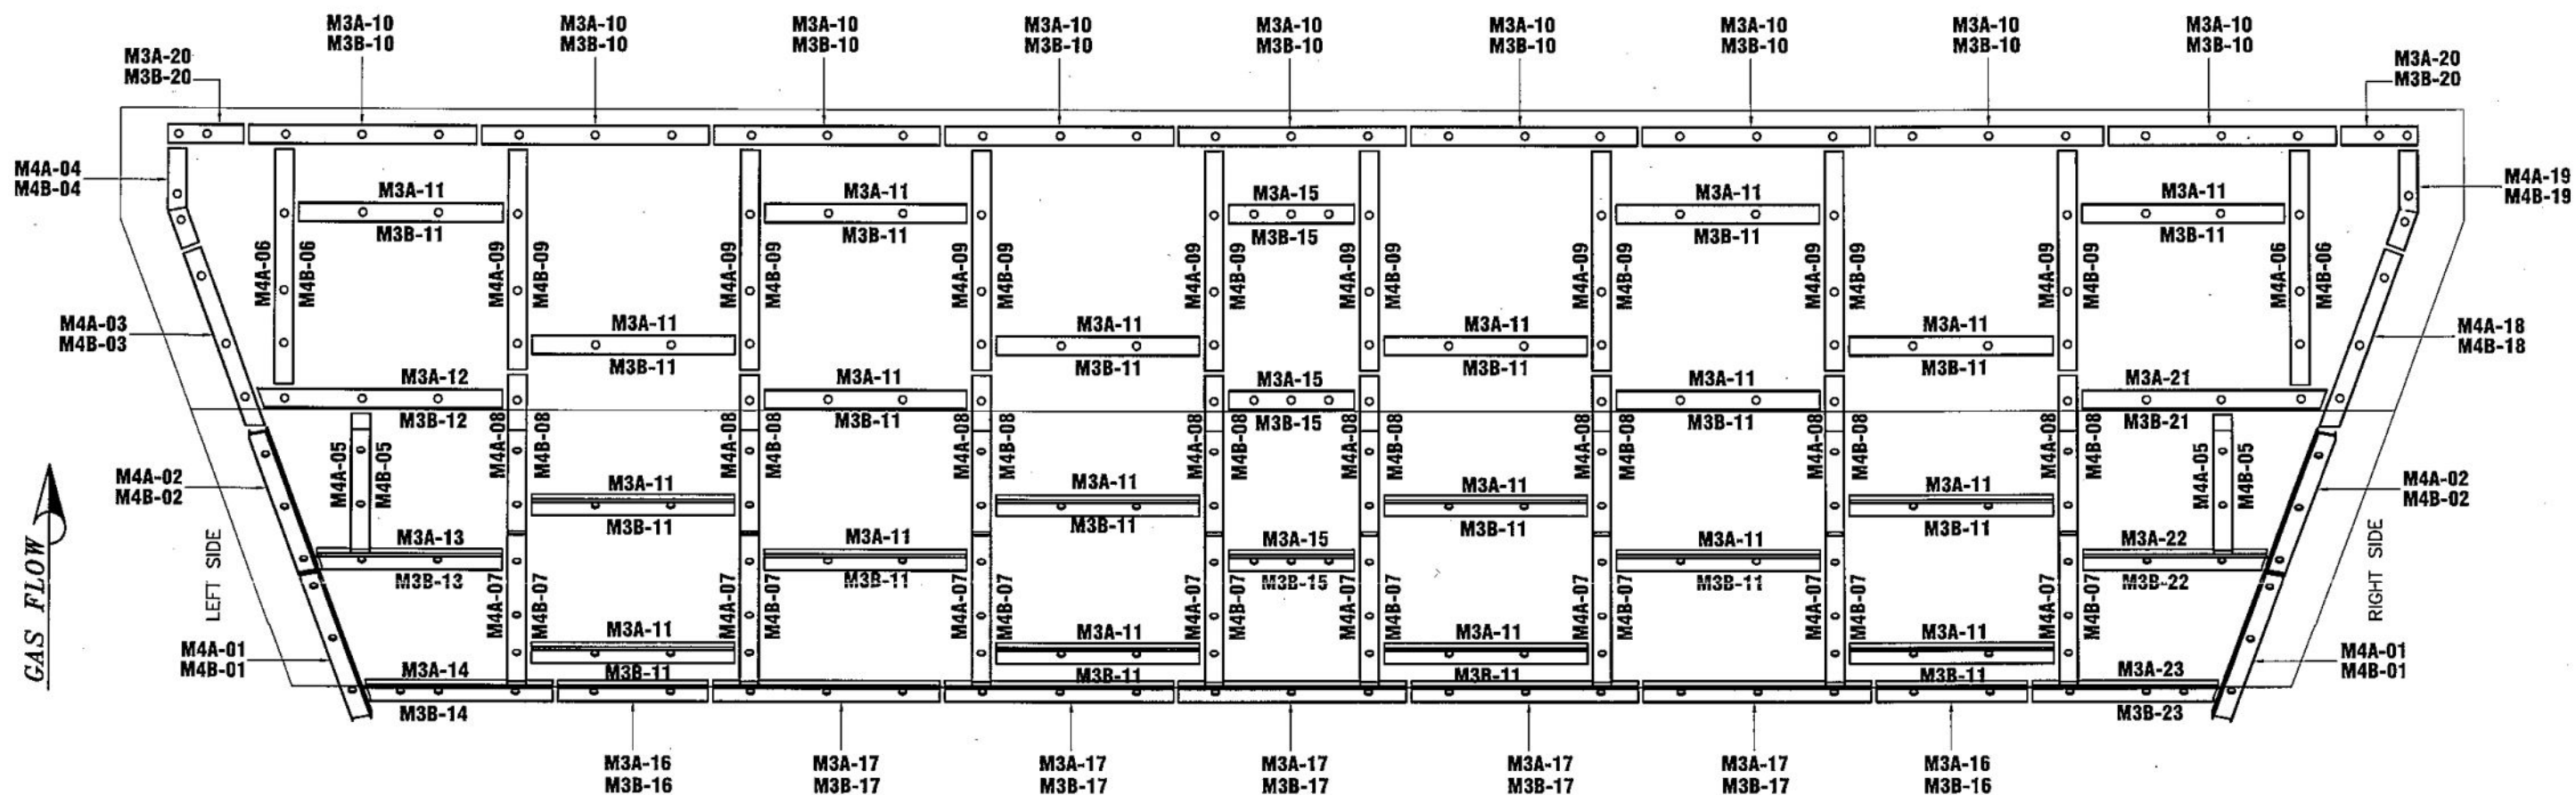 M3A-10
M3B-10
M3A-10
M3B-10
M3A-10
M3B-10
M3A-10
M3B-10
M3A-10
M3B-10
M3A-10
M3B-10
M3A-10
M3B-10
M3A-10
M3B-10
M3A-10
M3B-10
M3A-20
M3B-20
M3A-20
M3B-20
M4A-04
M4B-04
M3A-11
M3B-11
M3A-11
M3B-11
M3A-15
M3B-15
M3A-11
M3B-11
M3A-11
M3B-11
M4A-19
M4B-19
M4A-06
M4B-06
M4A-09
M4B-09
M4A-09
M4B-09
M4A-09
M4B-09
M4A-09
M4B-09
M4A-09
M4B-09
M4A-09
M4B-09
M4A-09
M4B-09
M4A-09
M4B-09
M4A-06
M4B-06
M4A-03
M4B-03
M3A-11
M3B-11
M3A-11
M3B-11
M3A-11
M3B-11
M3A-11
M3B-11
M4A-18
M4B-18
M3A-12
M3B-12
M3A-11
M3B-11
M3A-15
M3B-15
M3A-11
M3B-11
M3A-21
M3B-21
M4A-02
M4B-02
M4A-05
M4B-05
M4A-08
M4B-08
M4A-08
M4B-08
M4A-08
M4B-08
M4A-08
M4B-08
M4A-08
M4B-08
M4A-08
M4B-08
M4A-08
M4B-08
M4A-08
M4B-08
M4A-05
M4B-05
M4A-02
M4B-02
M3A-11
M3B-11
M3A-11
M3B-11
M3A-11
M3B-11
M3A-11
M3B-11
GAS FLOW
LEFT SIDE
M3A-13
M3B-13
M3A-11
M3B-11
M3A-15
M3B-15
M3A-11
M3B-11
M3A-22
M3B-22
RIGHT SIDE
M4A-07
M4B-07
M4A-07
M4B-07
M4A-07
M4B-07
M4A-07
M4B-07
M4A-07
M4B-07
M4A-07
M4B-07
M4A-07
M4B-07
M4A-07
M4B-07
M4A-01
M4B-01
M3A-11
M3B-11
M3A-11
M3B-11
M3A-11
M3B-11
M3A-11
M3B-11
M4A-01
M4B-01
M3A-14
M3B-14
M3A-23
M3B-23
M3A-16
M3B-16
M3A-17
M3B-17
M3A-17
M3B-17
M3A-17
M3B-17
M3A-17
M3B-17
M3A-17
M3B-17
M3A-16
M3B-16